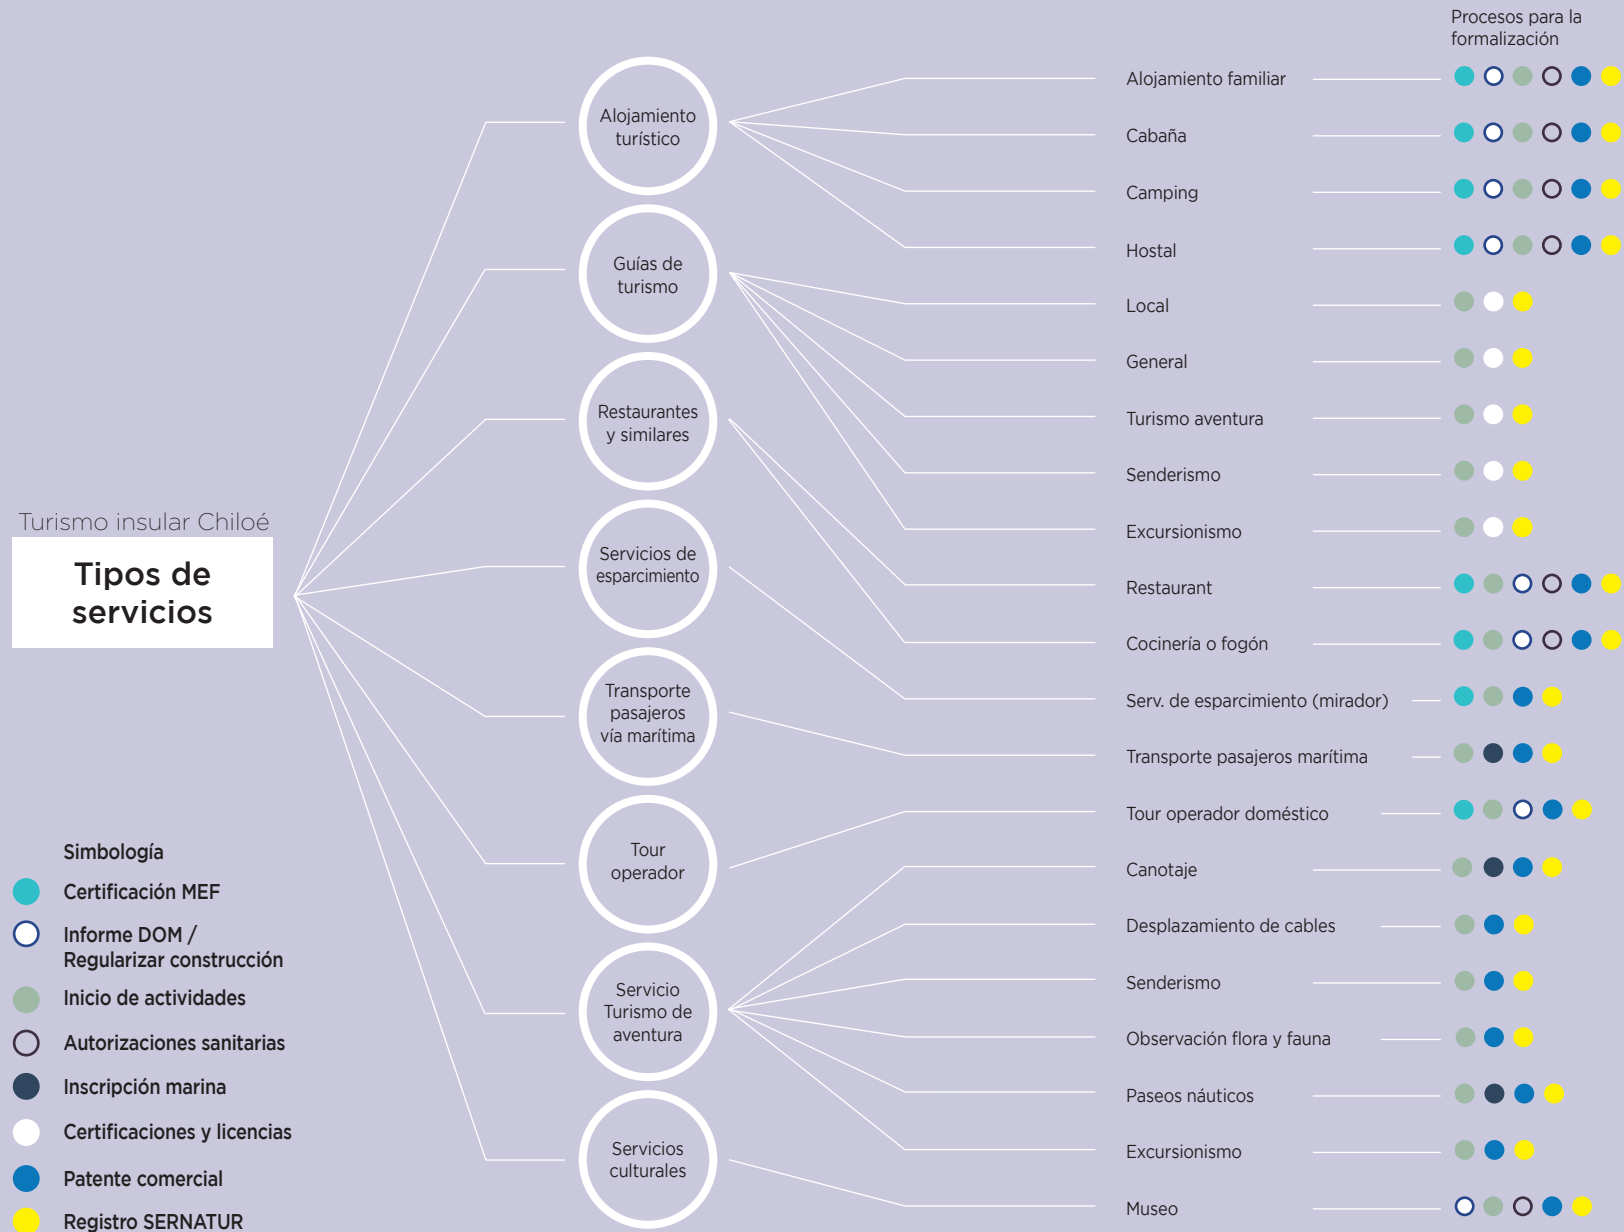 Procesos para la
formalización
Turismo insular Chiloé
Tipos de
servicios
Alojamiento
turístico
Guías de
turismo
Restaurantes
y similares
Servicios de
esparcimiento
Transporte
pasajeros
vía marítima
Tour
operador
Servicio
Turismo de
aventura
Servicios
culturales
Alojamiento familiar
Cabaña
Camping
Hostal
Local
General
Turismo aventura
Senderismo
Excursionismo
Restaurant
Cocinería o fogón
Serv. de esparcimiento (mirador)
Transporte pasajeros marítima
Tour operador doméstico
Canotaje
Desplazamiento de cables
Senderismo
Observación flora y fauna
Paseos náuticos
Excursionismo
Museo
Simbología
Certificación MEF
Informe DOM /
Regularizar construcción
Inicio de actividades
Autorizaciones sanitarias
Inscripción marina
Certificaciones y licencias
Patente comercial
Registro SERNATUR